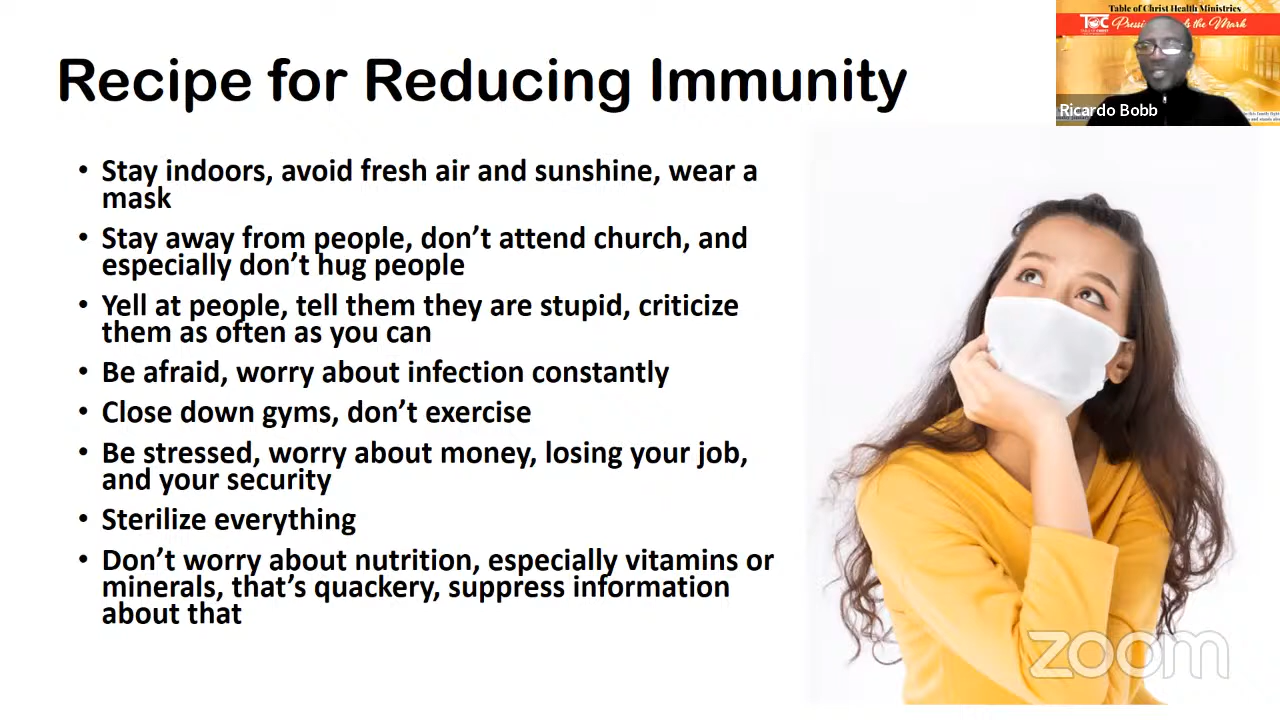 Recipe for Reducing Immunity
• Stay indoors, avoid fresh air and sunshine, wear a
mask
• Stay away from people, don’t attend church, and
especially don’t hug people
• Yell at people, tell them they are stupid, criticize
them as often as you can
• Be afraid, worry about infection constantly
• Close down gyms, don’t exercise
• Be stressed, worry about money, losing your job,
and your security
• Sterilize everything
• Don’t worry about nutrition, especially vitamins or
minerals, that’s quackery, suppress information
about that
Table of Christ Health Ministries
the Mark
Ricardo Bobb
zoom